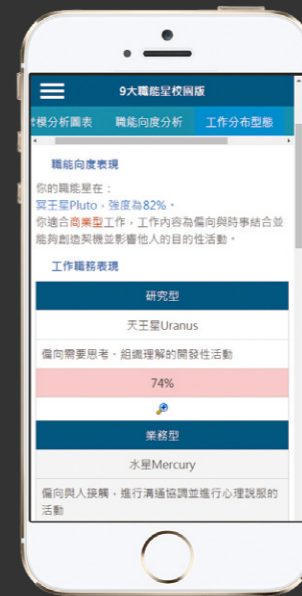 9大職能星校園版
模分析圖表 職能向度分析 工作分布型態
職能向度表現
你的職能星在：
冥王星Pluto，強度為82%。
你適合商業型工作，工作內容為偏向與時事結合並
能夠創造契機並影響他人的目的性活動。
工作職務表現
研究型
天王星Uranus
偏向需要思考、組織理解的開發性活動
74%
業務型
水星Mercury
偏向與人接觸，進行溝通協調並進行心理說服的
活動